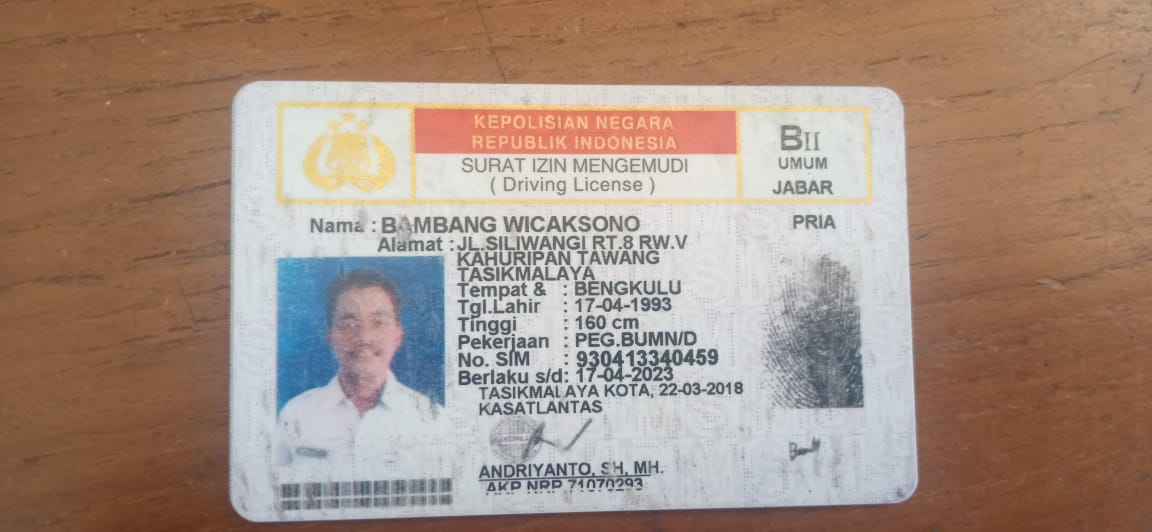 KEPOLISIAN NEGARA
REPUBLIK INDONESIA
SURAT IZIN MENGEMUDI
( Driving License )
BII
UMUM
JABAR
Nama : BAMBANG WICAKSONO
PRIA
Alamat : JL.SILIWANGI RT.8 RW.V
KAHURIPAN TAWANG
TASIKMALAYA
Tempat & : BENGKULU
Tgl.Lahir : 17-04-1993
Tinggi : 160 cm
Pekerjaan : PEG.BUMN/D
No. SIM : 930413340459
Berlaku s/d: 17-04-2023
TASIKMALAYA KOTA, 22-03-2018
KASATLANTAS
ANDRIYANTO, SH, MH.
AKP NRP 71070293